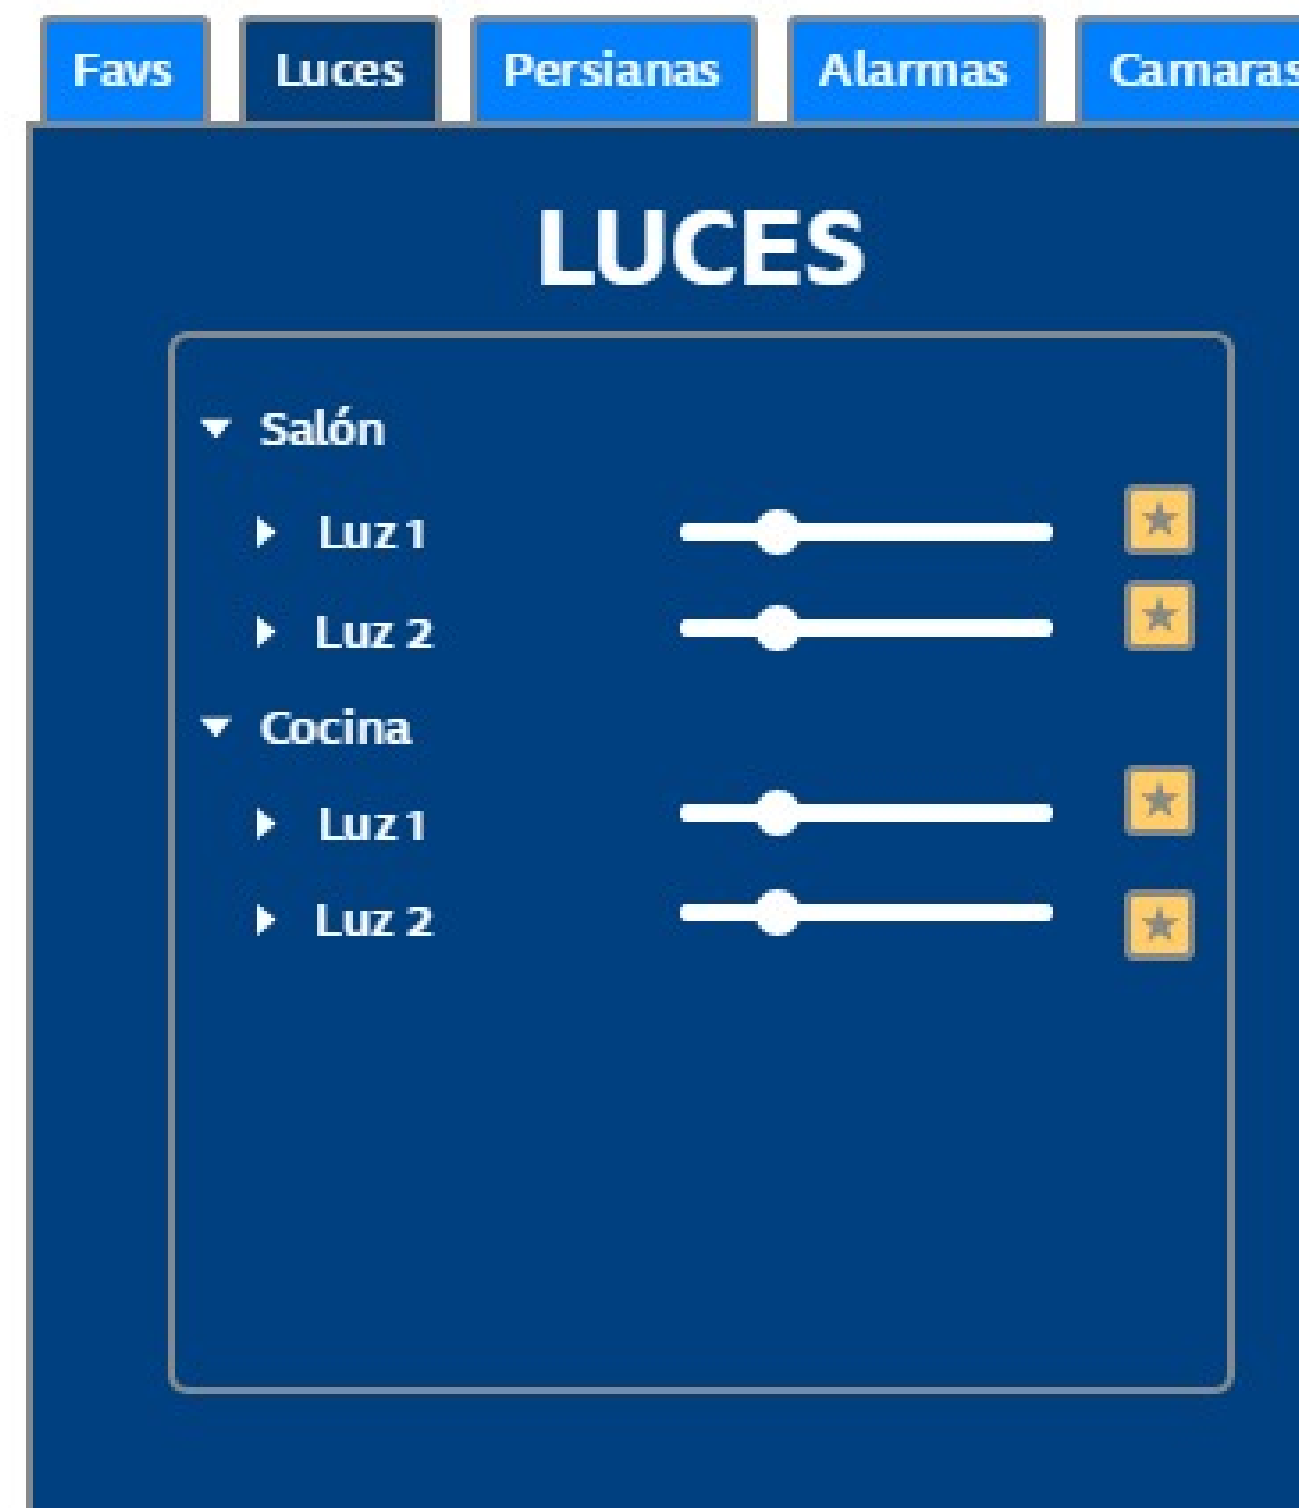 Favs Luces Persianas Alarmas Camaras
LUCES
Salón
Luz 1
Luz 2
Cocina
Luz 1
Luz 2